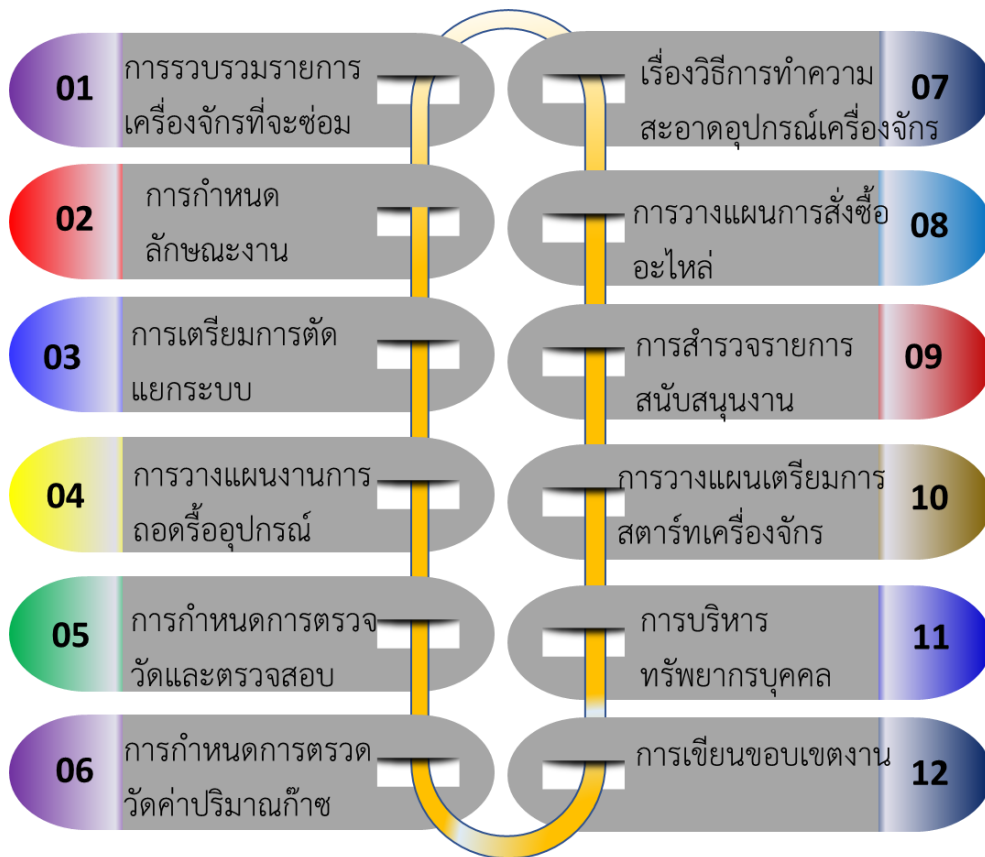 01
การรวบรวมรายการ
เครื่องจักรที่จะซ่อม
02
การกำหนด
ลักษณะงาน
03
การเตรียมการตัด
แยกระบบ
04
การวางแผนงานการ
ถอดรื้ออุปกรณ์
05
การกำหนดการตรวจ
วัดและตรวจสอบ
06
การกำหนดการตรวด
วัดค่าปริมาณก๊าซ
07
เรื่องวิธีการทำความ
สะอาดอุปกรณ์เครื่องจักร
08
การวางแผนการสั่งซื้อ
อะไหล่
09
การสำรวจรายการ
สนับสนุนงาน
10
การวางแผนเตรียมการ
สตาร์ทเครื่องจักร
11
การบริหาร
ทรัพยากรบุคคล
12
การเขียนขอบเขตงาน